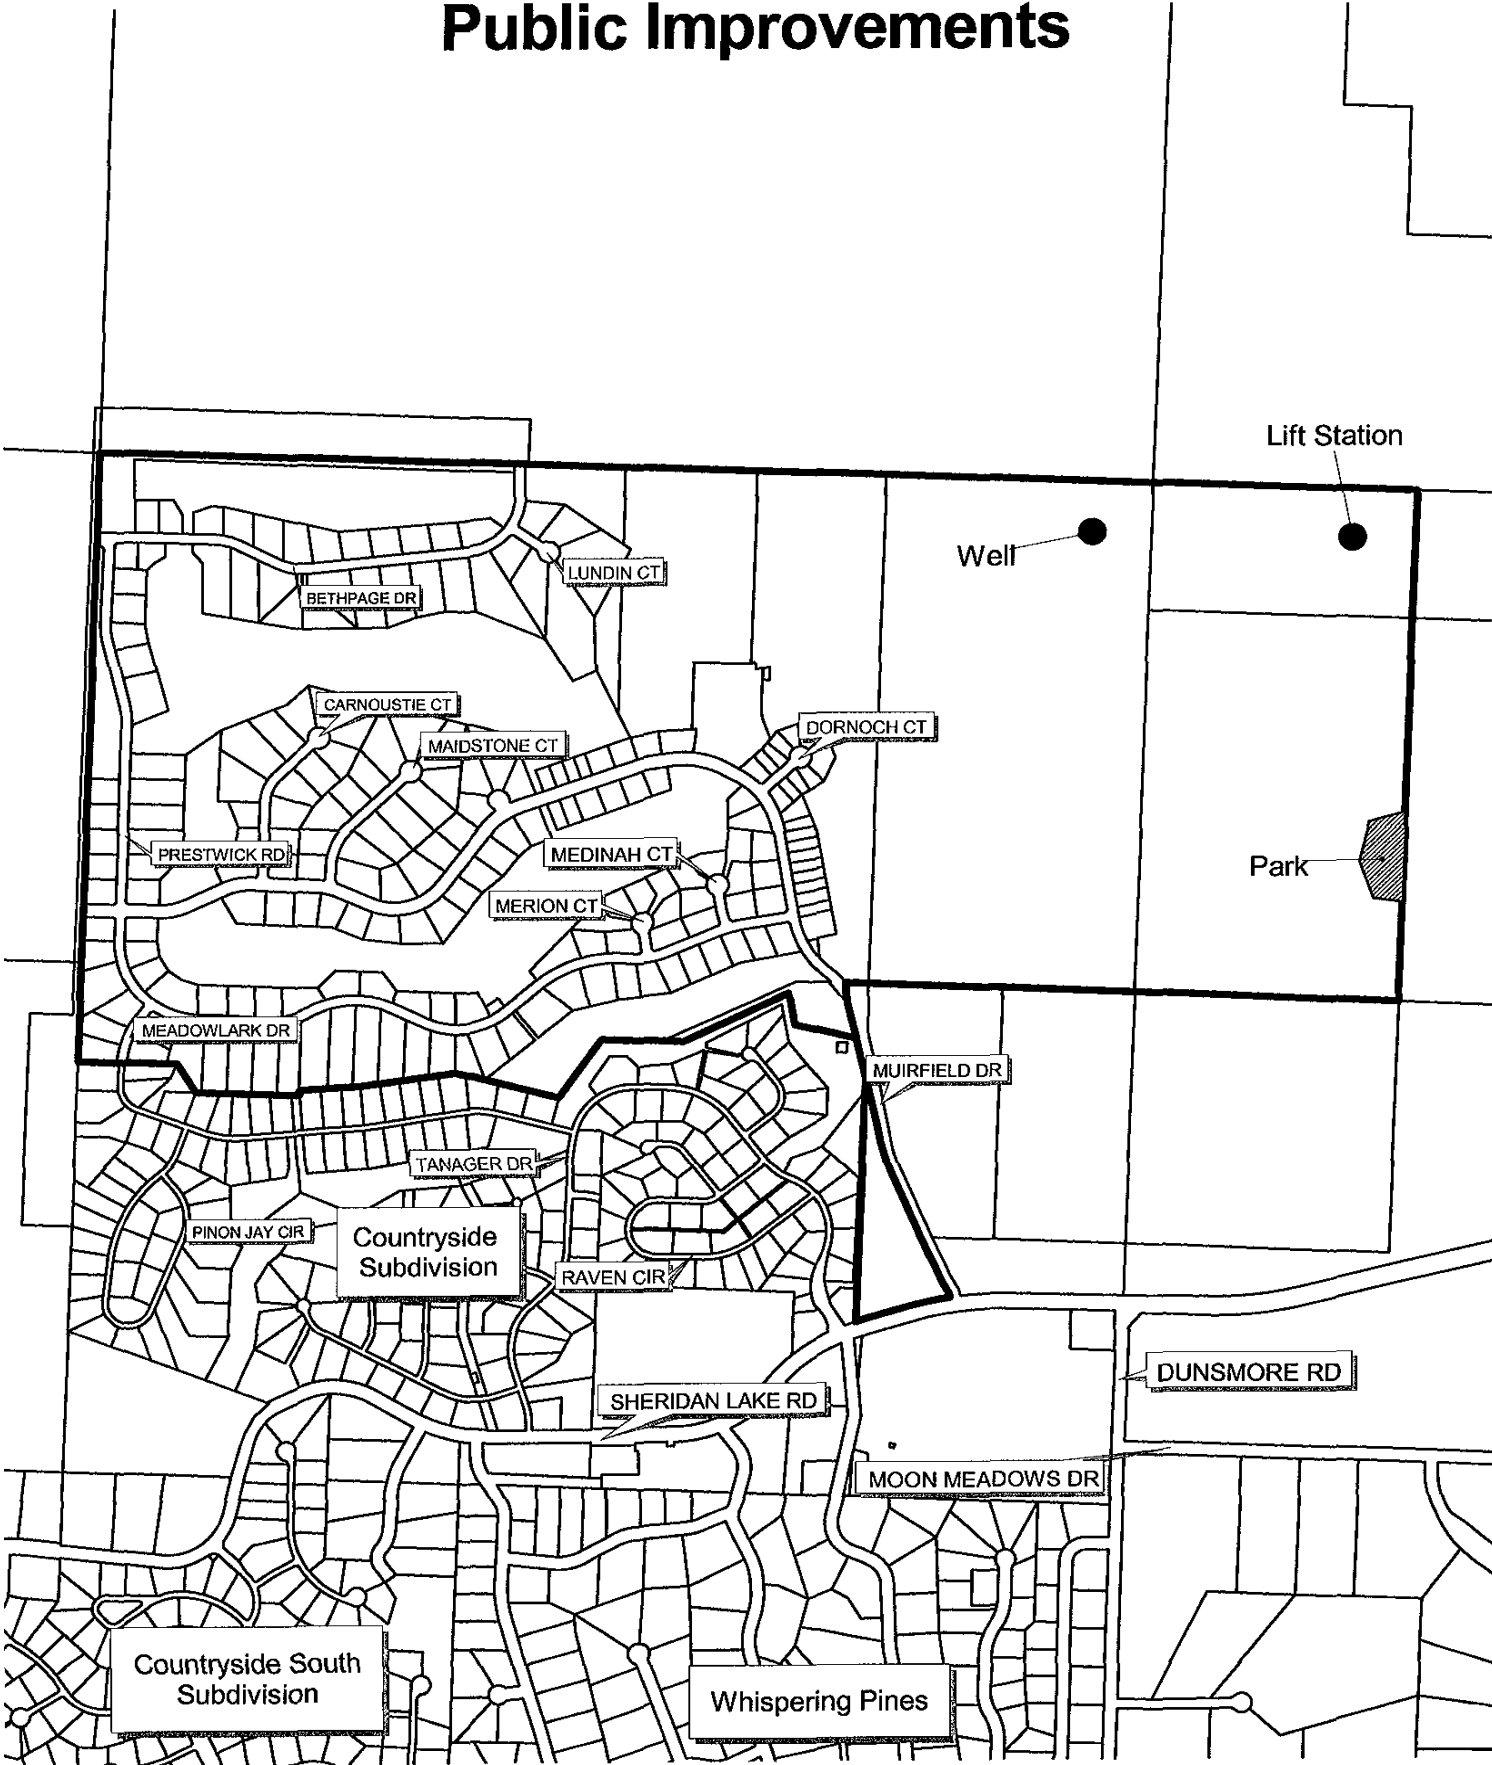 Public Improvements
Lift Station
Well
LUNDIN CT
BETHPAGE DR
CARNOUSTIE CT
DORNOCH CT
MAIDSTONE CT
PRESTWICK RD
MEDINAH CT
Park
MERION CT
MEADOWLARK DR
MUIRFIELD DR
TANAGER DR
PINON JAY CIR
Countryside
Subdivision
RAVEN CIR
DUNSMORE RD
SHERIDAN LAKE RD
MOON MEADOWS DR
Countryside South
Subdivision
Whispering Pines